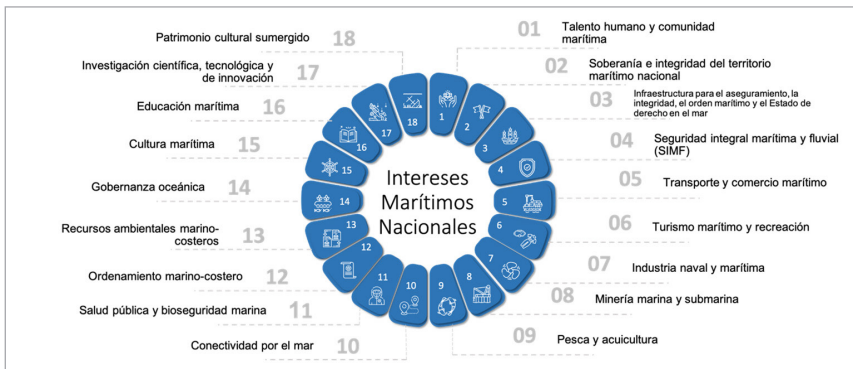 01
Talento humano y comunidad
marítima
02
Soberanía e integridad del territorio
marítimo nacional
03
Infraestructura para el aseguramiento, la
integridad, el orden marítimo y el Estado de
derecho en el mar
04
Seguridad integral marítima y fluvial
(SIMF)
05
Transporte y comercio marítimo
06
Turismo marítimo y recreación
07
Industria naval y marítima
08
Minería marina y submarina
09
Pesca y acuicultura
Conectividad por el mar
10
Salud pública y bioseguridad marina
11
Ordenamiento marino-costero
12
Recursos ambientales marino-
costeros
13
Gobernanza oceánica
14
Cultura marítima
15
Educación marítima
16
Investigación científica, tecnológica y
de innovación
17
Patrimonio cultural sumergido
18
Intereses
Marítimos
Nacionales
1
2
3
4
5
6
7
8
9
10
11
12
13
14
15
16
17
18